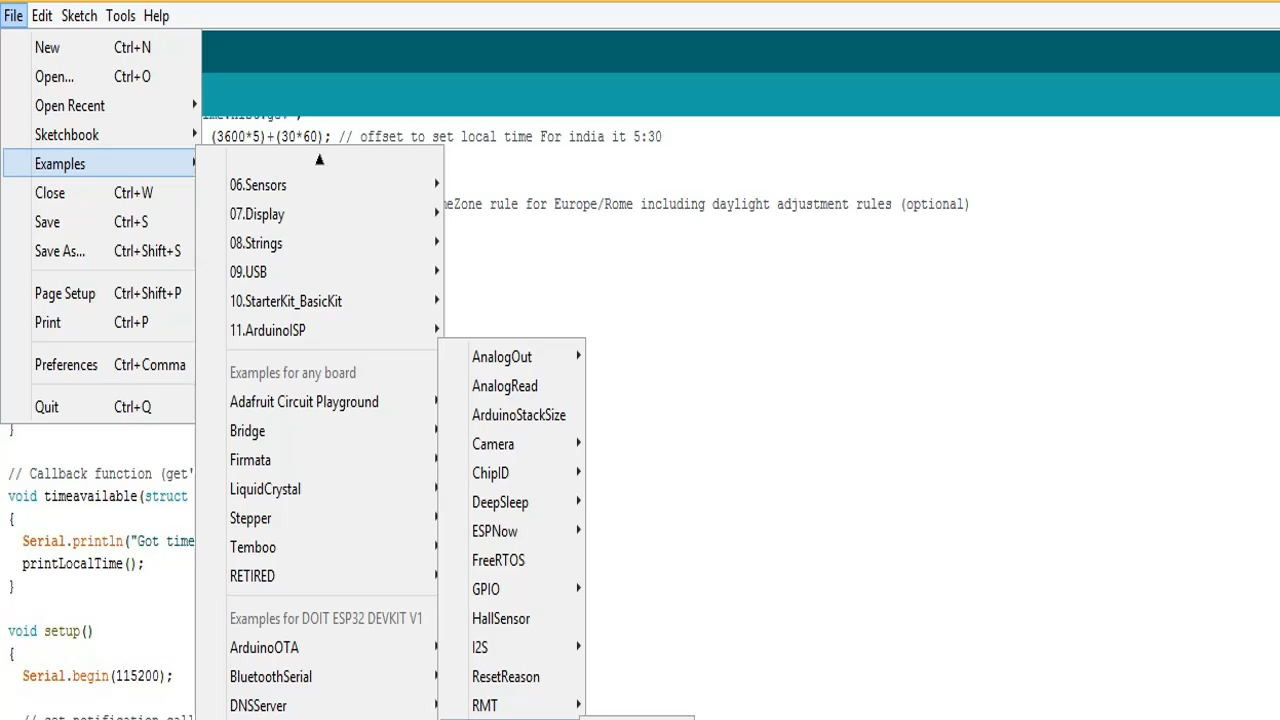 File Edit Sketch Tools Help
New Ctrl+N
Open... Ctrl+O
Open Recent
Sketchbook
Examples
Close Ctrl+W
Save Ctrl+S
Save As... Ctrl+Shift+S
Page Setup Ctrl+Shift+P
Print Ctrl+P
Preferences Ctrl+Comma
Quit Ctrl+Q
(3600*5)+(30*60); // offset to set local time For india it 5:30
eZone rule for Europe/Rome including daylight adjustment rules (optional)
06.Sensors
07.Display
08.Strings
09.USB
10.StarterKit_BasicKit
11.ArduinoISP
Examples for any board
Adafruit Circuit Playground
Bridge
Firmata
LiquidCrystal
Stepper
Temboo
RETIRED
Examples for DOIT ESP32 DEVKIT V1
ArduinoOTA
BluetoothSerial
DNSServer
AnalogOut
AnalogRead
ArduinoStackSize
Camera
ChipID
DeepSleep
ESPNow
FreeRTOS
GPIO
HallSensor
I2S
ResetReason
RMT
}
// Callback function (get'
void timeavailable(struct
{
Serial.println("Got time
printLocalTime();
}
void setup()
{
Serial.begin(115200);